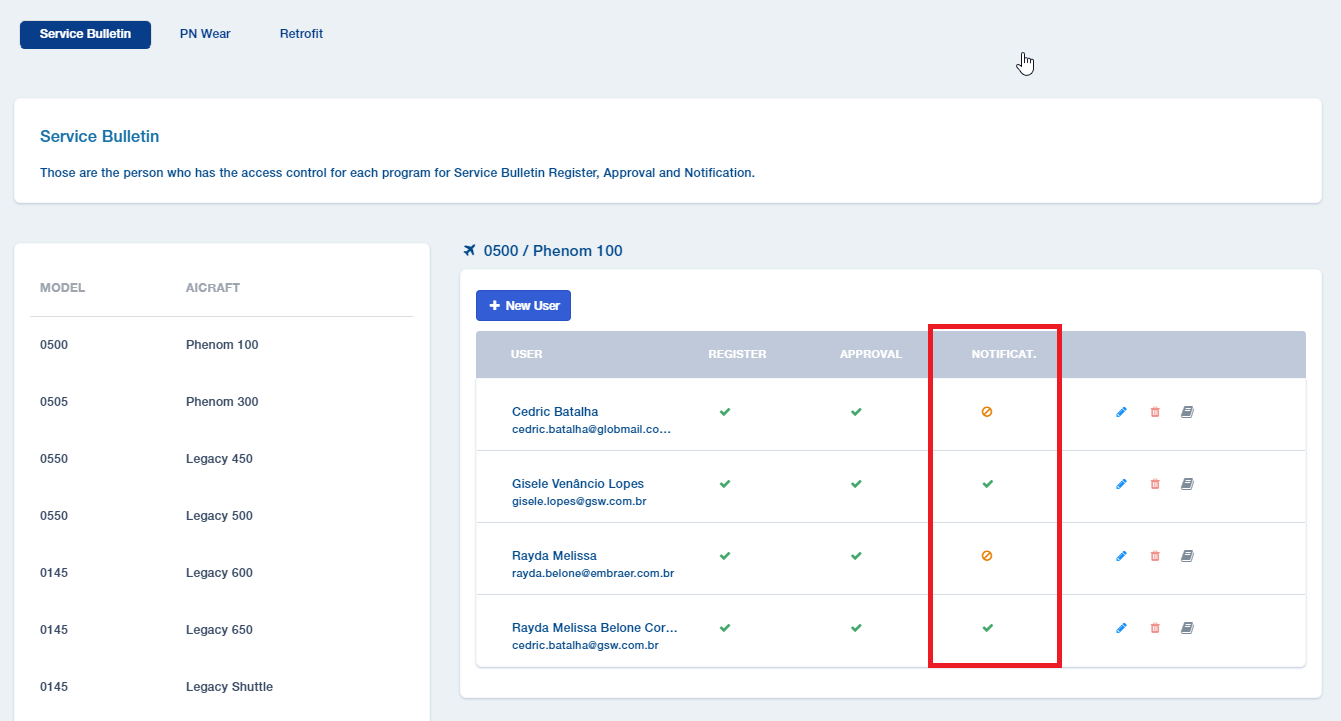 Service Bulletin
PN Wear
Retrofit
Service Bulletin
Those are the person who has the access control for each program for Service Bulletin Register, Approval and Notification.
MODEL AICRAFT
0500 Phenom 100
0505 Phenom 300
0550 Legacy 450
0550 Legacy 500
0145 Legacy 600
0145 Legacy 650
0145 Legacy Shuttle
0500 / Phenom 100
+ New User
USER REGISTER APPROVAL NOTIFICAT.
Cedric Batalha
cedric.batalha@globmail.co...
Gisele Venâncio Lopes
gisele.lopes@gsw.com.br
Rayda Melissa
rayda.belone@embraer.com.br
Rayda Melissa Belone Cor...
cedric.batalha@gsw.com.br